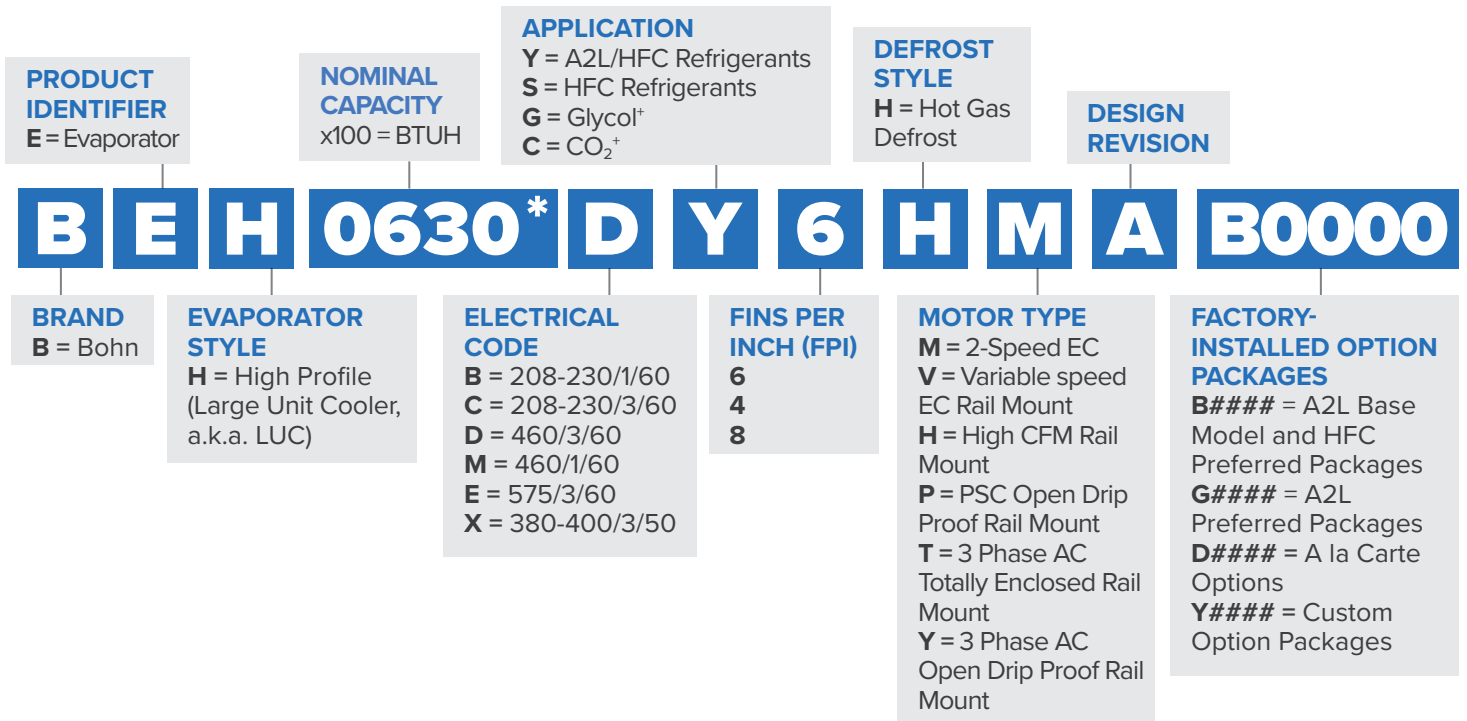 PRODUCT
IDENTIFIER
E = Evaporator
NOMINAL
CAPACITY
x100 = BTUH
APPLICATION
Y = A2L/HFC Refrigerants
S = HFC Refrigerants
G = Glycol+
C = CO2+
DEFROST
STYLE
H = Hot Gas
Defrost
DESIGN
REVISION
B E H 0630* D Y 6 H M A B0000
BRAND
B = Bohn
EVAPORATOR
STYLE
H = High Profile
(Large Unit Cooler,
a.k.a. LUC)
ELECTRICAL
CODE
B = 208-230/1/60
C = 208-230/3/60
D = 460/3/60
M = 460/1/60
E = 575/3/60
X = 380-400/3/50
FINS PER
INCH (FPI)
6
4
8
MOTOR TYPE
M = 2-Speed EC
V = Variable speed
EC Rail Mount
H = High CFM Rail
Mount
P = PSC Open Drip
Proof Rail Mount
T = 3 Phase AC
Totally Enclosed Rail
Mount
Y = 3 Phase AC
Open Drip Proof Rail
Mount
FACTORY-
INSTALLED OPTION
PACKAGES
B#### = A2L Base
Model and HFC
Preferred Packages
G#### = A2L
Preferred Packages
D#### = A la Carte
Options
Y#### = Custom
Option Packages